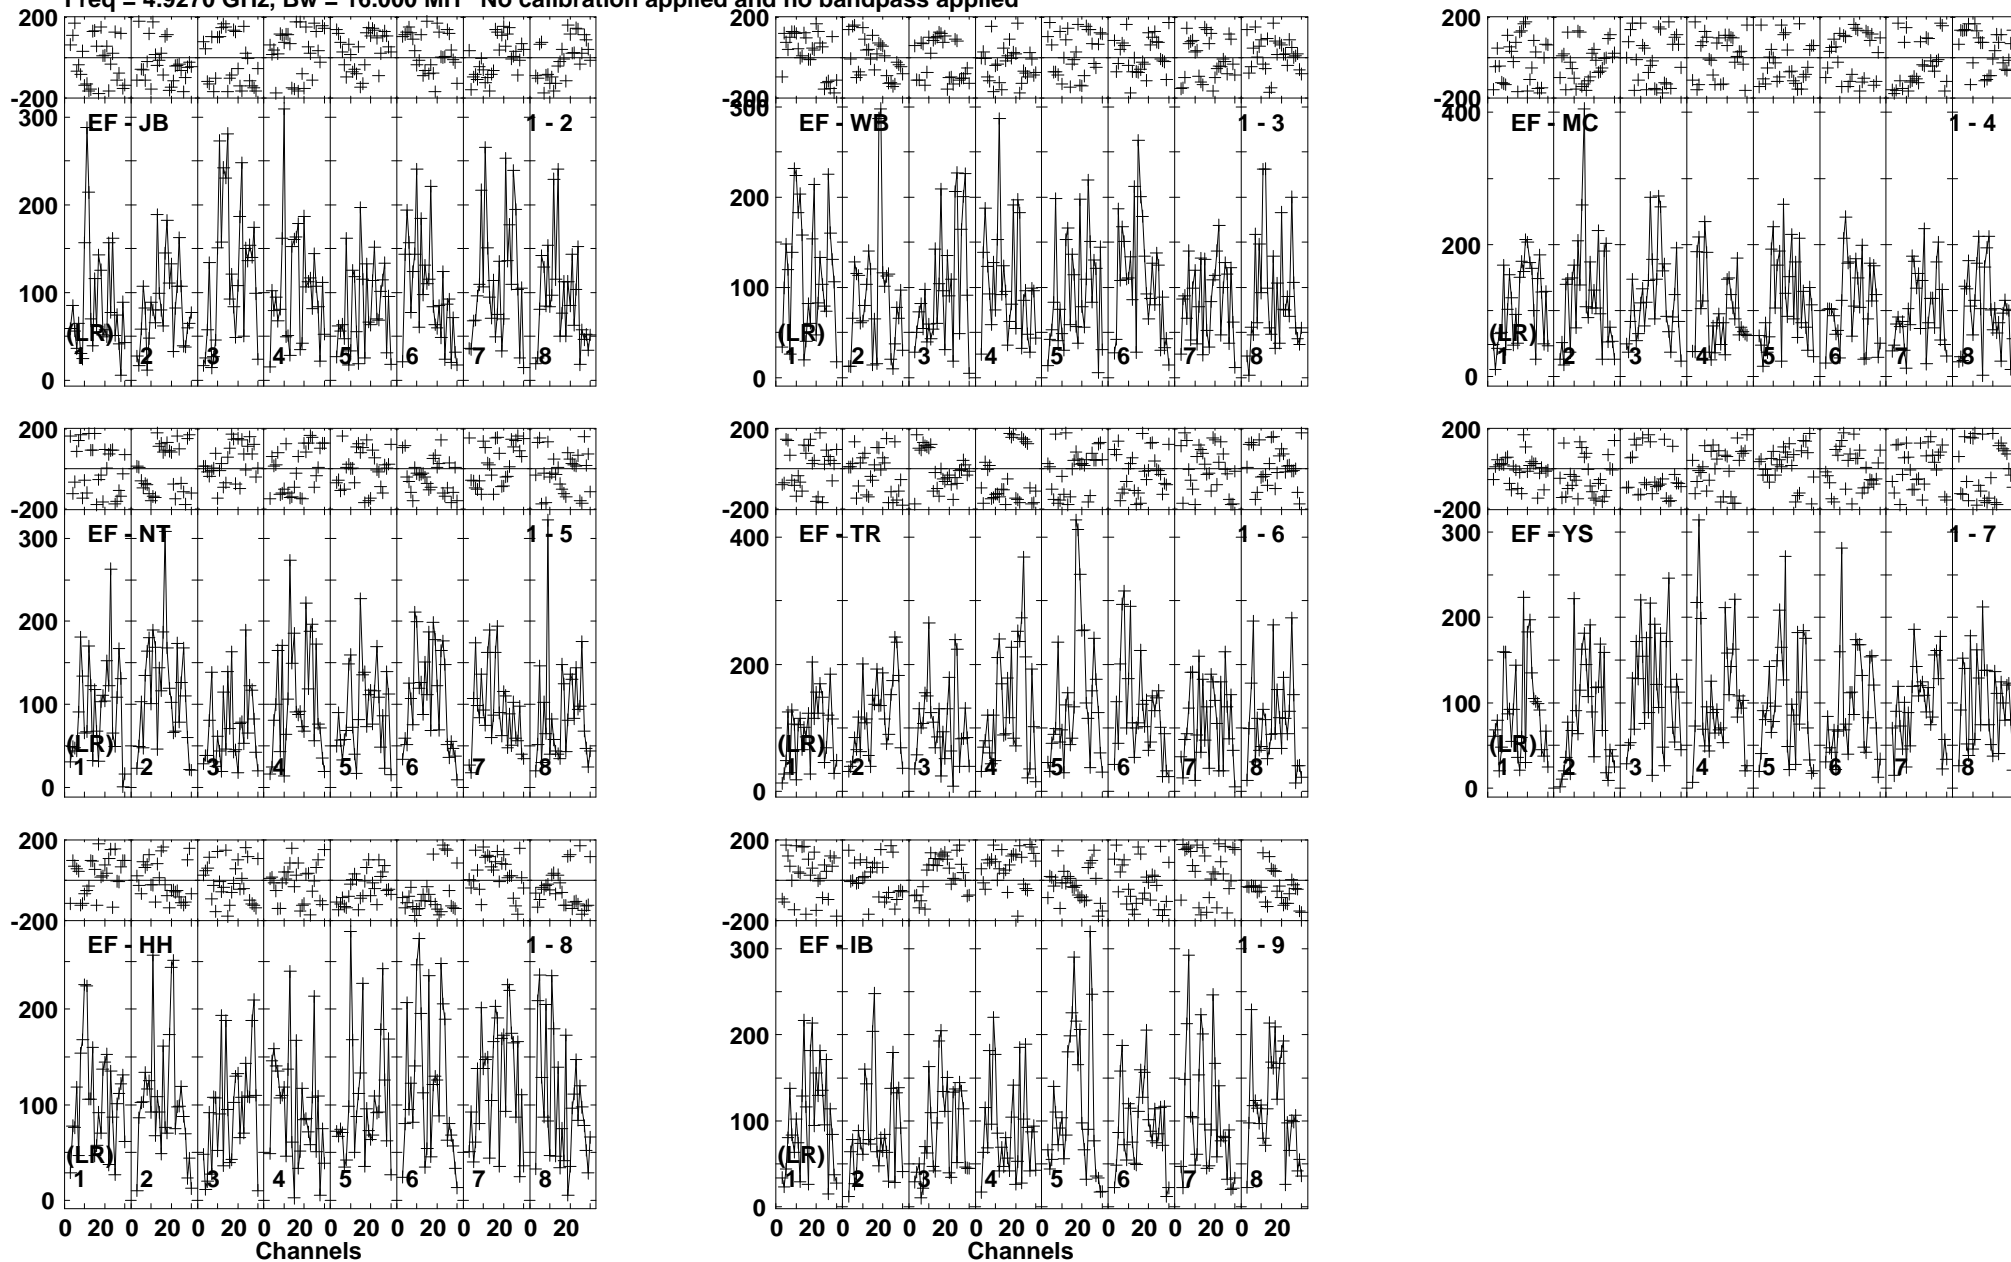 Freq = 4.9270 GHz, Bw = 16.000 MH No calibration applied and no bandpass applied
200 200 200
-200 -200 -200
300 EF - JB 1 - 2 300 EF - WB 1 - 3 400 EF - MC 1 - 4
200 200 200
100 100
(LR) (LR) (LR)
1 2 3 4 5 6 7 8 1 2 3 4 5 6 7 8 1 2 3 4 5 6 7 8
0 0 0
200 200 200
-200 -200 -200
300 EF - NT 1 - 5 400 EF - TR 1 - 6 300 EF - YS 1 - 7
200 200 200
100 100
(LR) (LR) (LR)
1 2 3 4 5 6 7 8 1 2 3 4 5 6 7 8 1 2 3 4 5 6 7 8
0 0 0
200 200
-200 -200
EF - HH 1 - 8 300 EF - IB 1 - 9
200 200
100 100
(LR) (LR)
1 2 3 4 5 6 7 8 1 2 3 4 5 6 7 8
0 0
0 20 0 20 0 20 0 20 0 20 0 20 0 20 0 20 0 20 0 20 0 20 0 20 0 20 0 20 0 20 0 20
Channels Channels